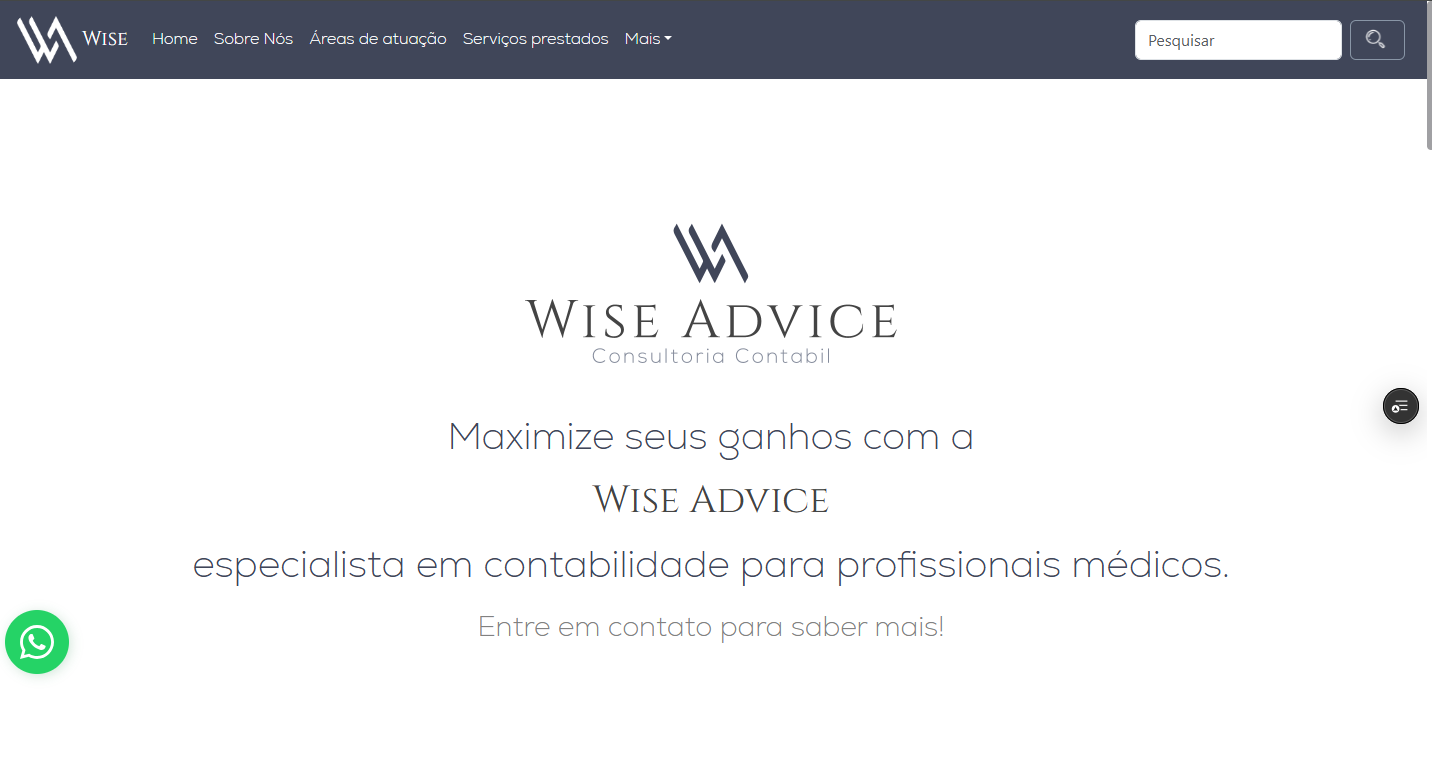 WISE
Home
Sobre Nós
Áreas de atuação
Serviços prestados
Mais
Pesquisar
WISE ADVICE
Consultoria Contabil
Maximize seus ganhos com a
WISE ADVICE
especialista em contabilidade para profissionais médicos.
Entre em contato para saber mais!